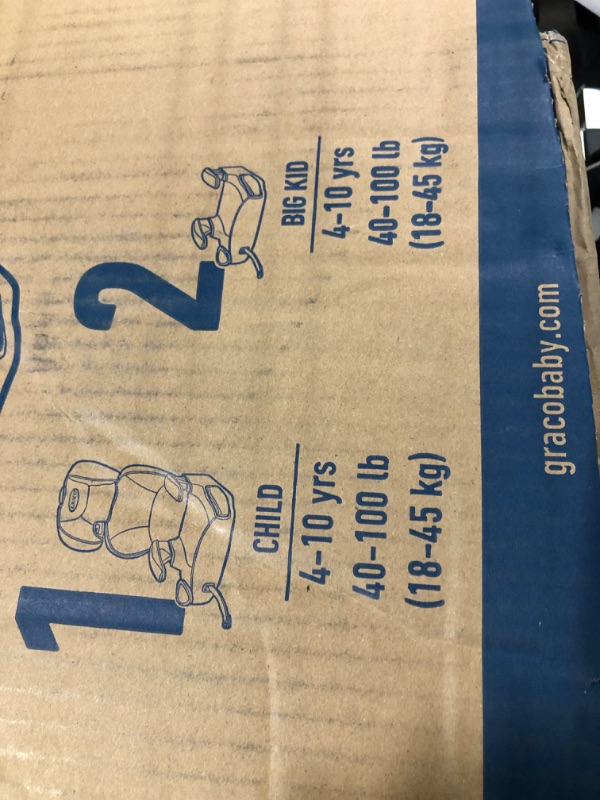 1
CHILD
4-10 yrs
40-100 lb
(18-45 kg)
2
BIG KID
4-10 yrs
40-100 lb
(18-45 kg)
gracobaby.com